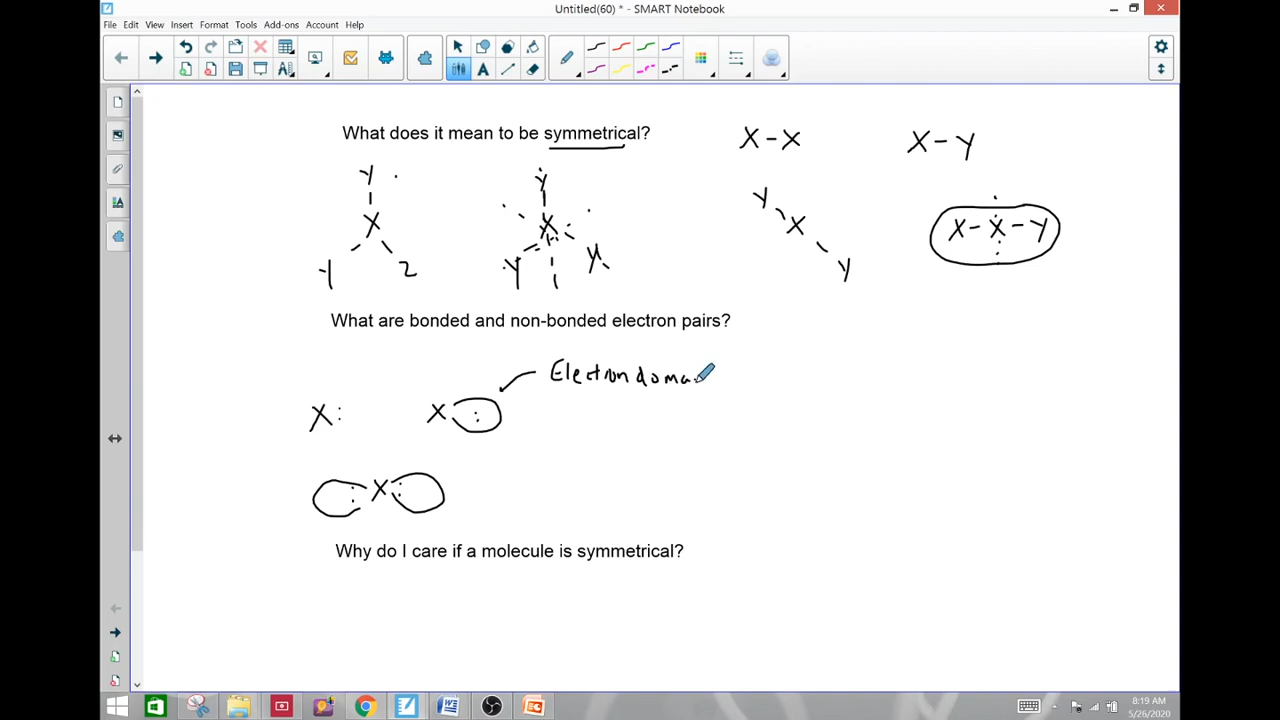 Untitled(60) * - SMART Notebook
File Edit View Insert Format Tools Add-ons Account Help
What does it mean to be symmetrical?
X - X
X - Y
Y
X
Y
Z
Y
X
Y
Y
Y
X
Y
X - X - Y
What are bonded and non-bonded electron pairs?
Electron doma
X:
X :
: X :
Why do I care if a molecule is symmetrical?
8:19 AM
5/26/2020